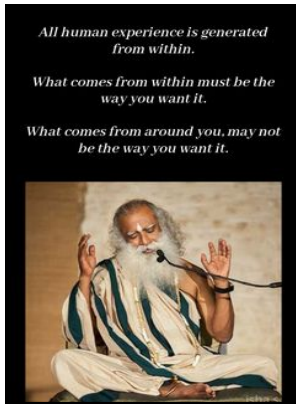 All human experience is generated
from within.
What comes from within must be the
way you want it.
What comes from around you, may not
be the way you want it.